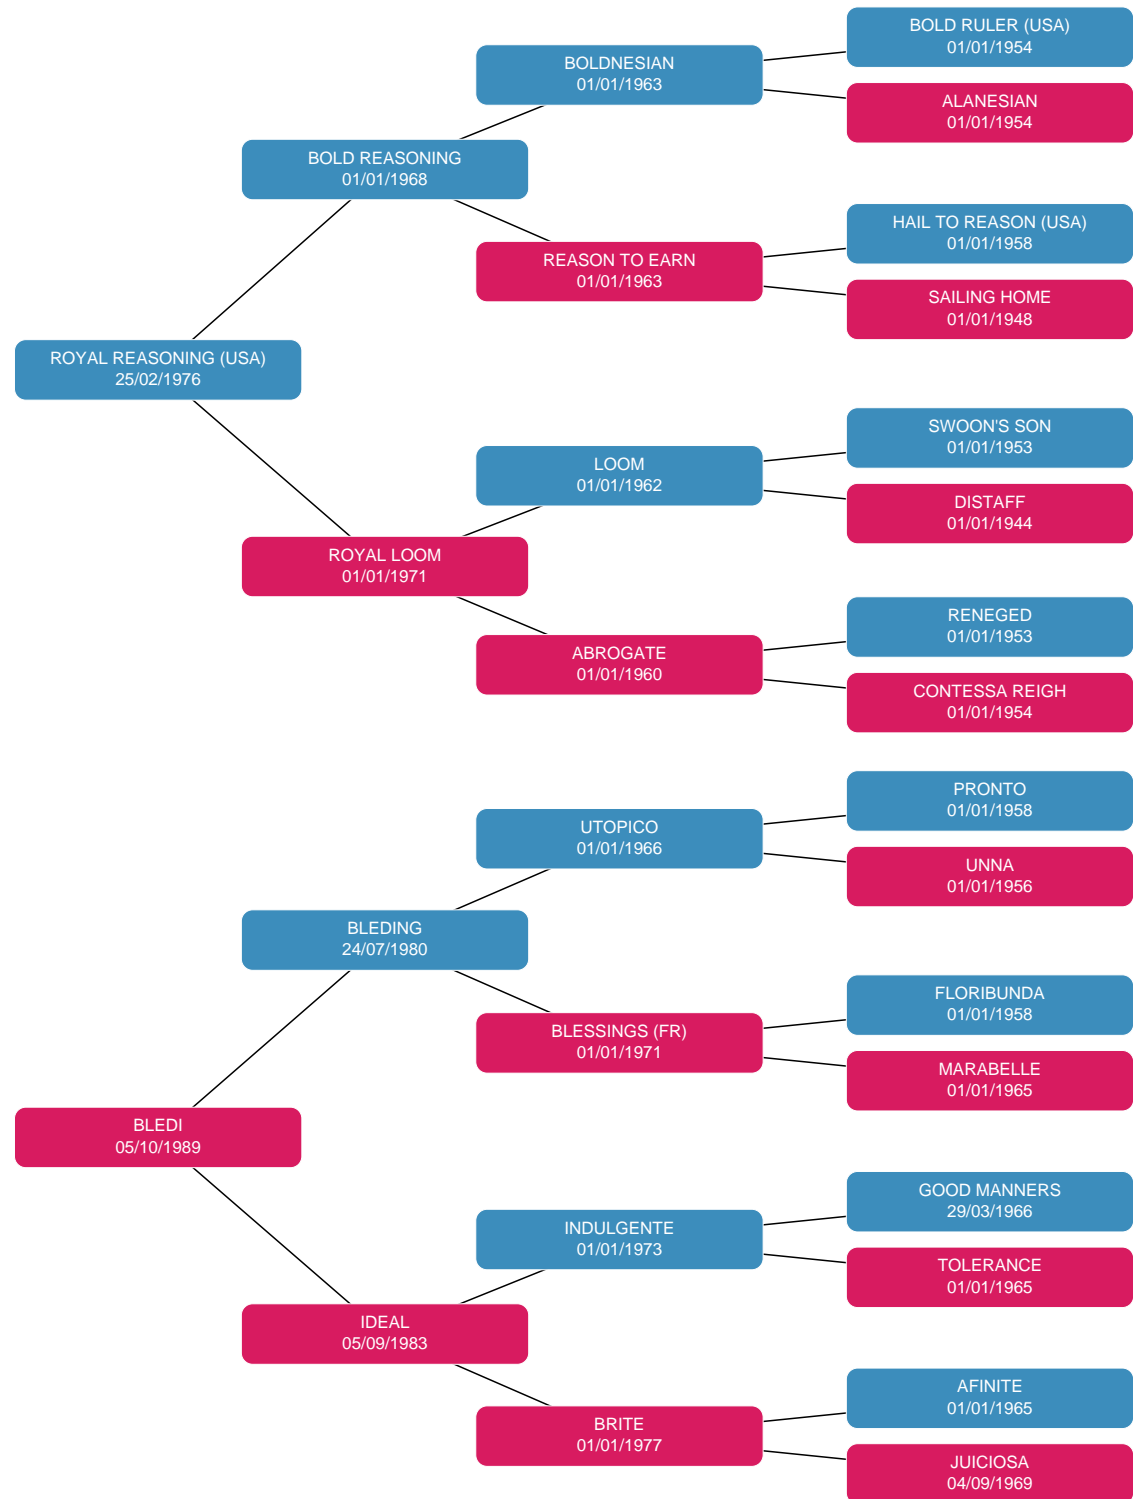 BOLD RULER (USA)
01/01/1954
BOLDNESIAN
01/01/1963
ALANESIAN
01/01/1954
BOLD REASONING
01/01/1968
HAIL TO REASON (USA)
01/01/1958
REASON TO EARN
01/01/1963
SAILING HOME
01/01/1948
ROYAL REASONING (USA)
25/02/1976
SWOON'S SON
01/01/1953
LOOM
01/01/1962
DISTAFF
01/01/1944
ROYAL LOOM
01/01/1971
RENEGED
01/01/1953
ABROGATE
01/01/1960
CONTESSA REIGH
01/01/1954
PRONTO
01/01/1958
UTOPICO
01/01/1966
UNNA
01/01/1956
BLEDING
24/07/1980
FLORIBUNDA
01/01/1958
BLESSINGS (FR)
01/01/1971
MARABELLE
01/01/1965
BLEDI
05/10/1989
GOOD MANNERS
29/03/1966
INDULGENTE
01/01/1973
TOLERANCE
01/01/1965
IDEAL
05/09/1983
AFINITE
01/01/1965
BRITE
01/01/1977
JUICIOSA
04/09/1969